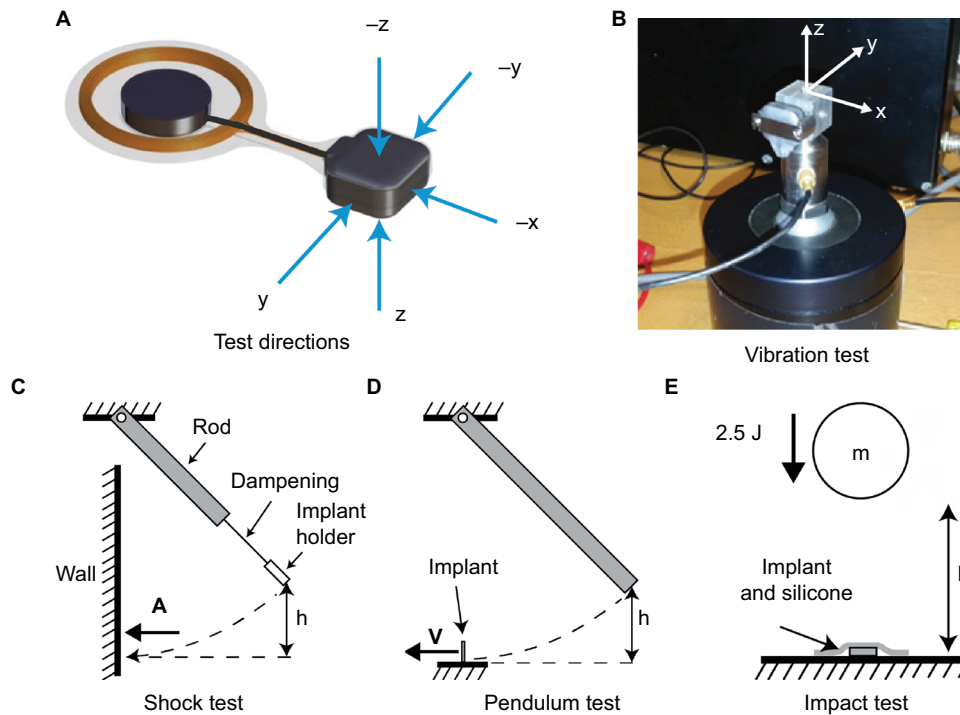 A
–z
–y
–x
y
z
Test directions
B
z
y
x
Vibration test
C
Rod
Dampening
Implant
holder
Wall
A
h
Shock test
D
Implant
V
h
Pendulum test
E
2.5 J
m
Implant
and silicone
Impact test